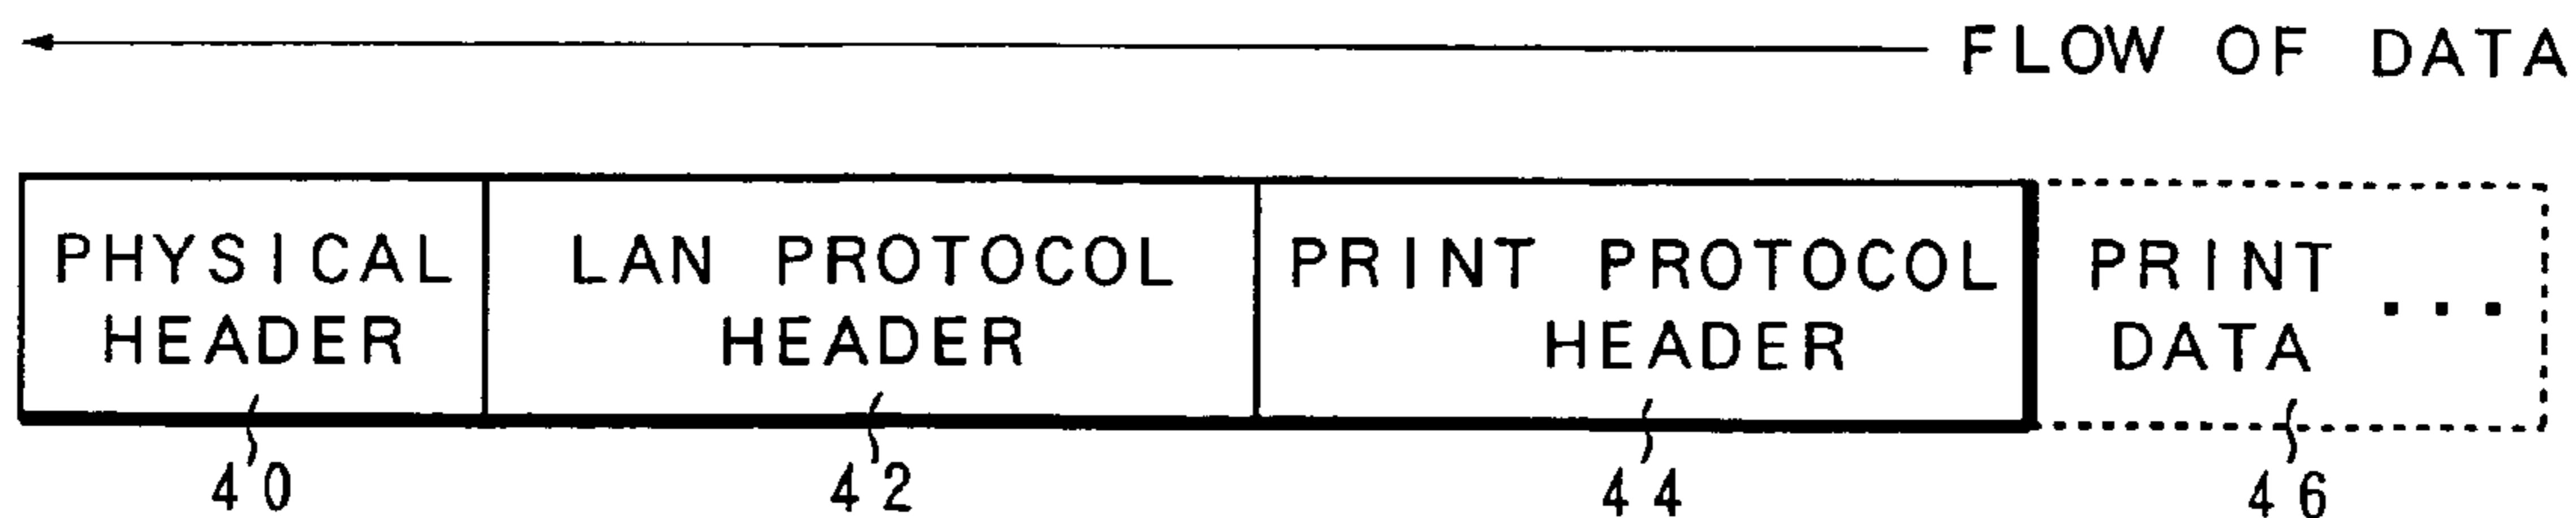 FLOW OF DATA
PHYSICAL
HEADER
LAN PROTOCOL
HEADER
PRINT PROTOCOL
HEADER
PRINT
DATA
...
40
42
44
46